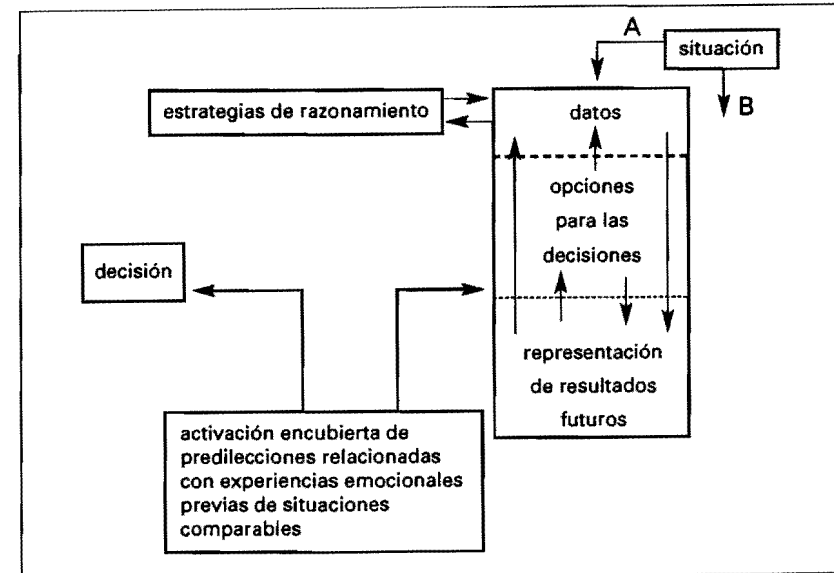 A
situación
B
estrategias de razonamiento
datos
opciones
para las
decisiones
decisión
representación
de resultados
futuros
activación encubierta de
predilecciones relacionadas
con experiencias emocionales
previas de situaciones
comparables